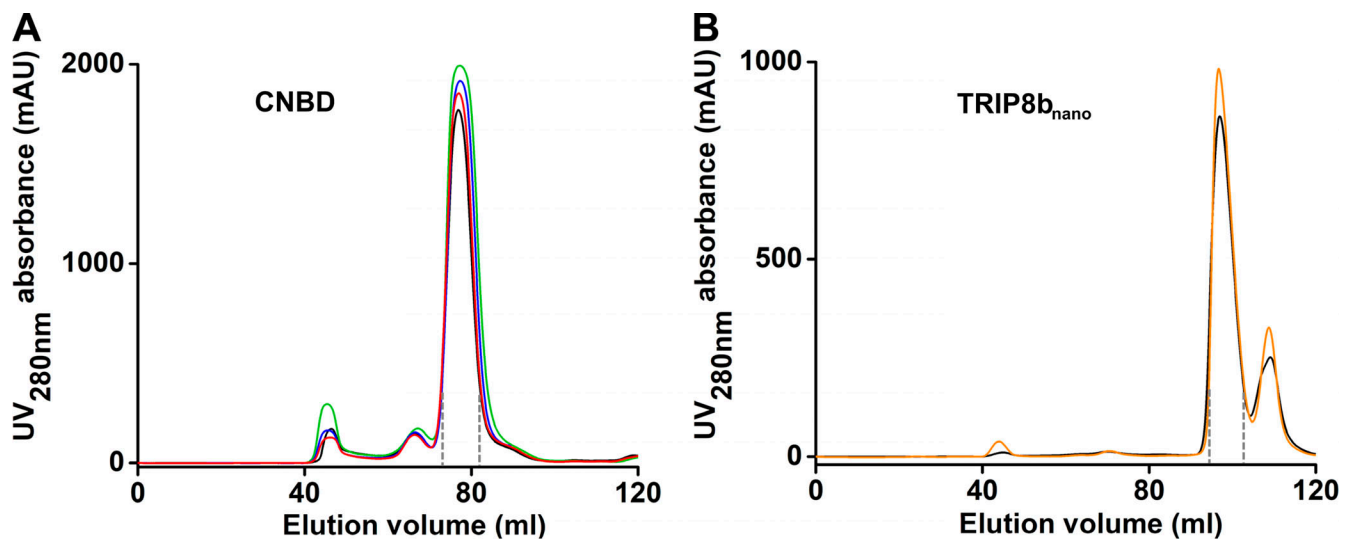 A
UV280nm absorbance (mAU)
2000
1000
0
CNBD
0 40 80 120
Elution volume (ml)
B
UV280nm absorbance (mAU)
1000
500
0
TRIP8bnano
0 40 80 120
Elution volume (ml)